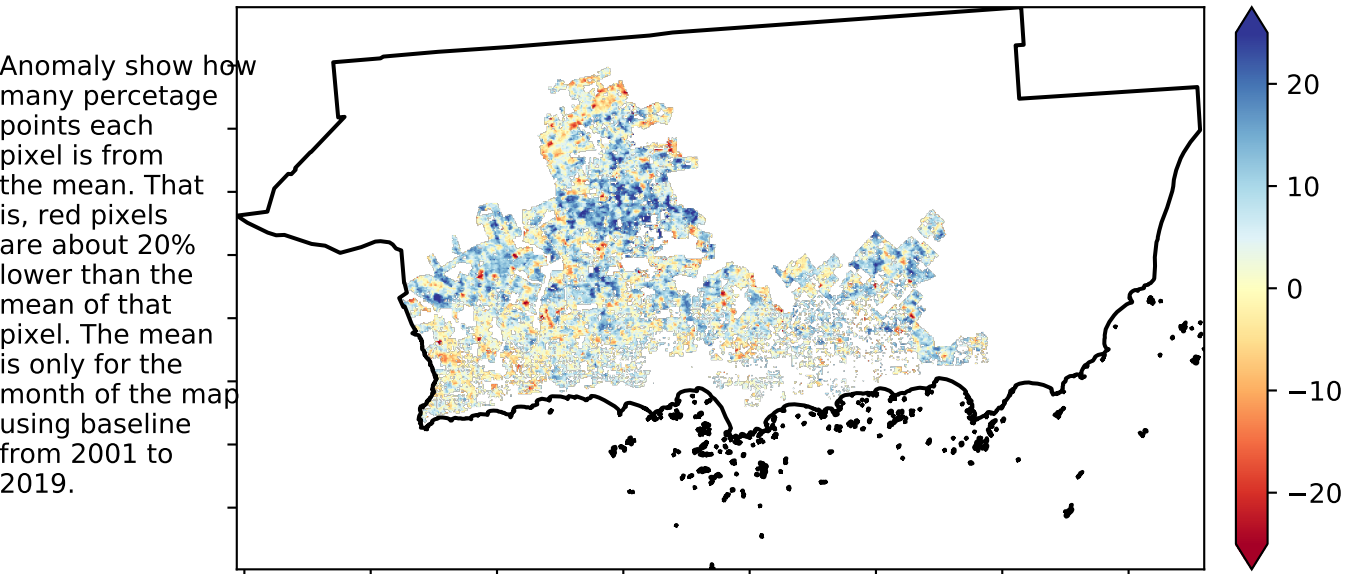 Anomaly show how
many percetage
points each
pixel is from
the mean. That
is, red pixels
are about 20%
lower than the
mean of that
pixel. The mean
is only for the
month of the map
using baseline
from 2001 to
2019.
20
10
0
−10
−20